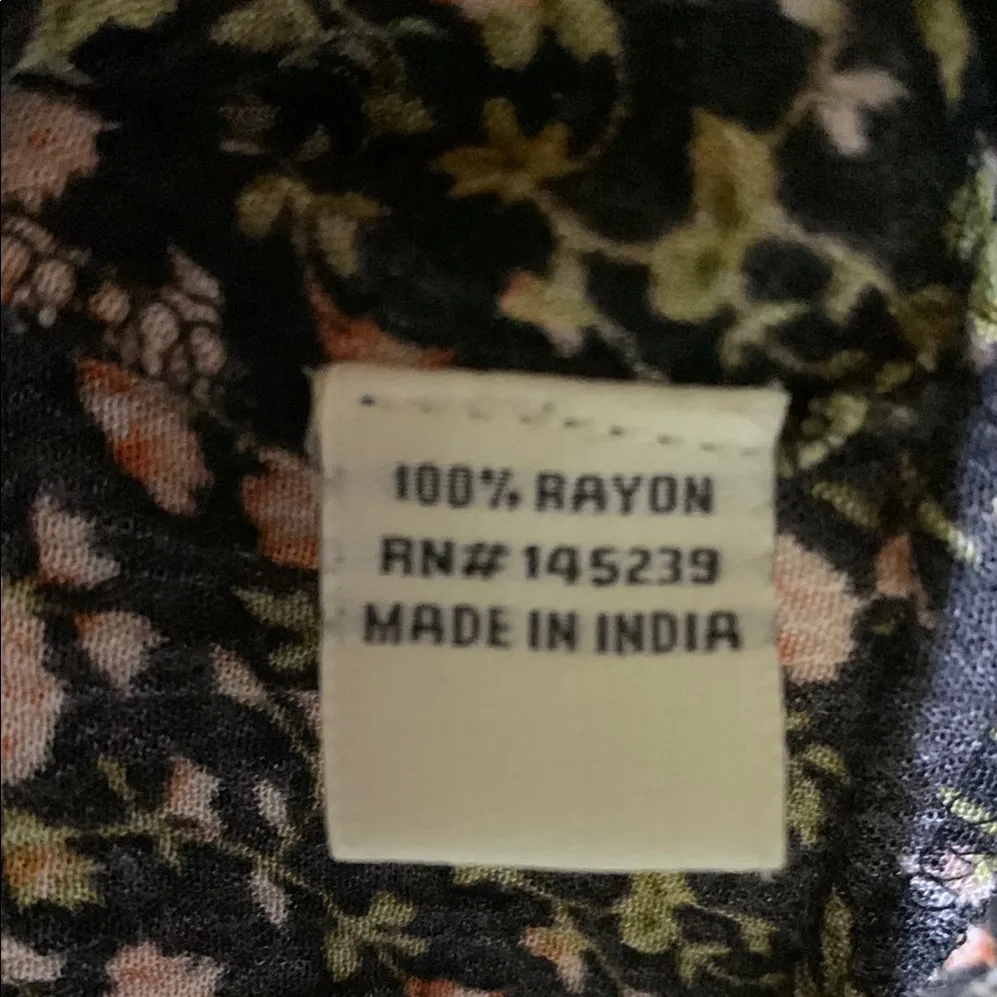 100% RAYON
RN# 145239
MADE IN INDIA